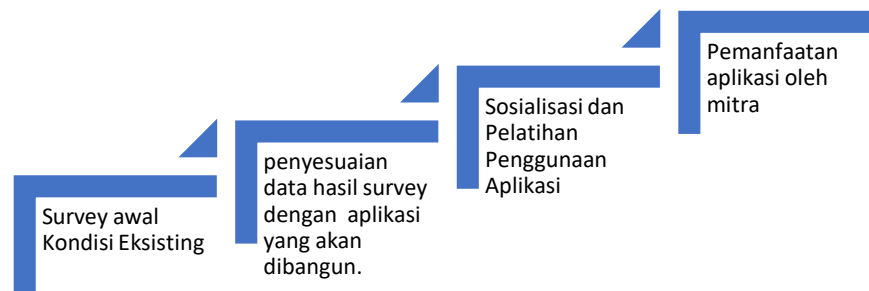 Survey awal
Kondisi Eksisting
penyesuaian
data hasil survey
dengan aplikasi
yang akan
dibangun.
Sosialisasi dan
Pelatihan
Penggunaan
Aplikasi
Pemanfaatan
aplikasi oleh
mitra